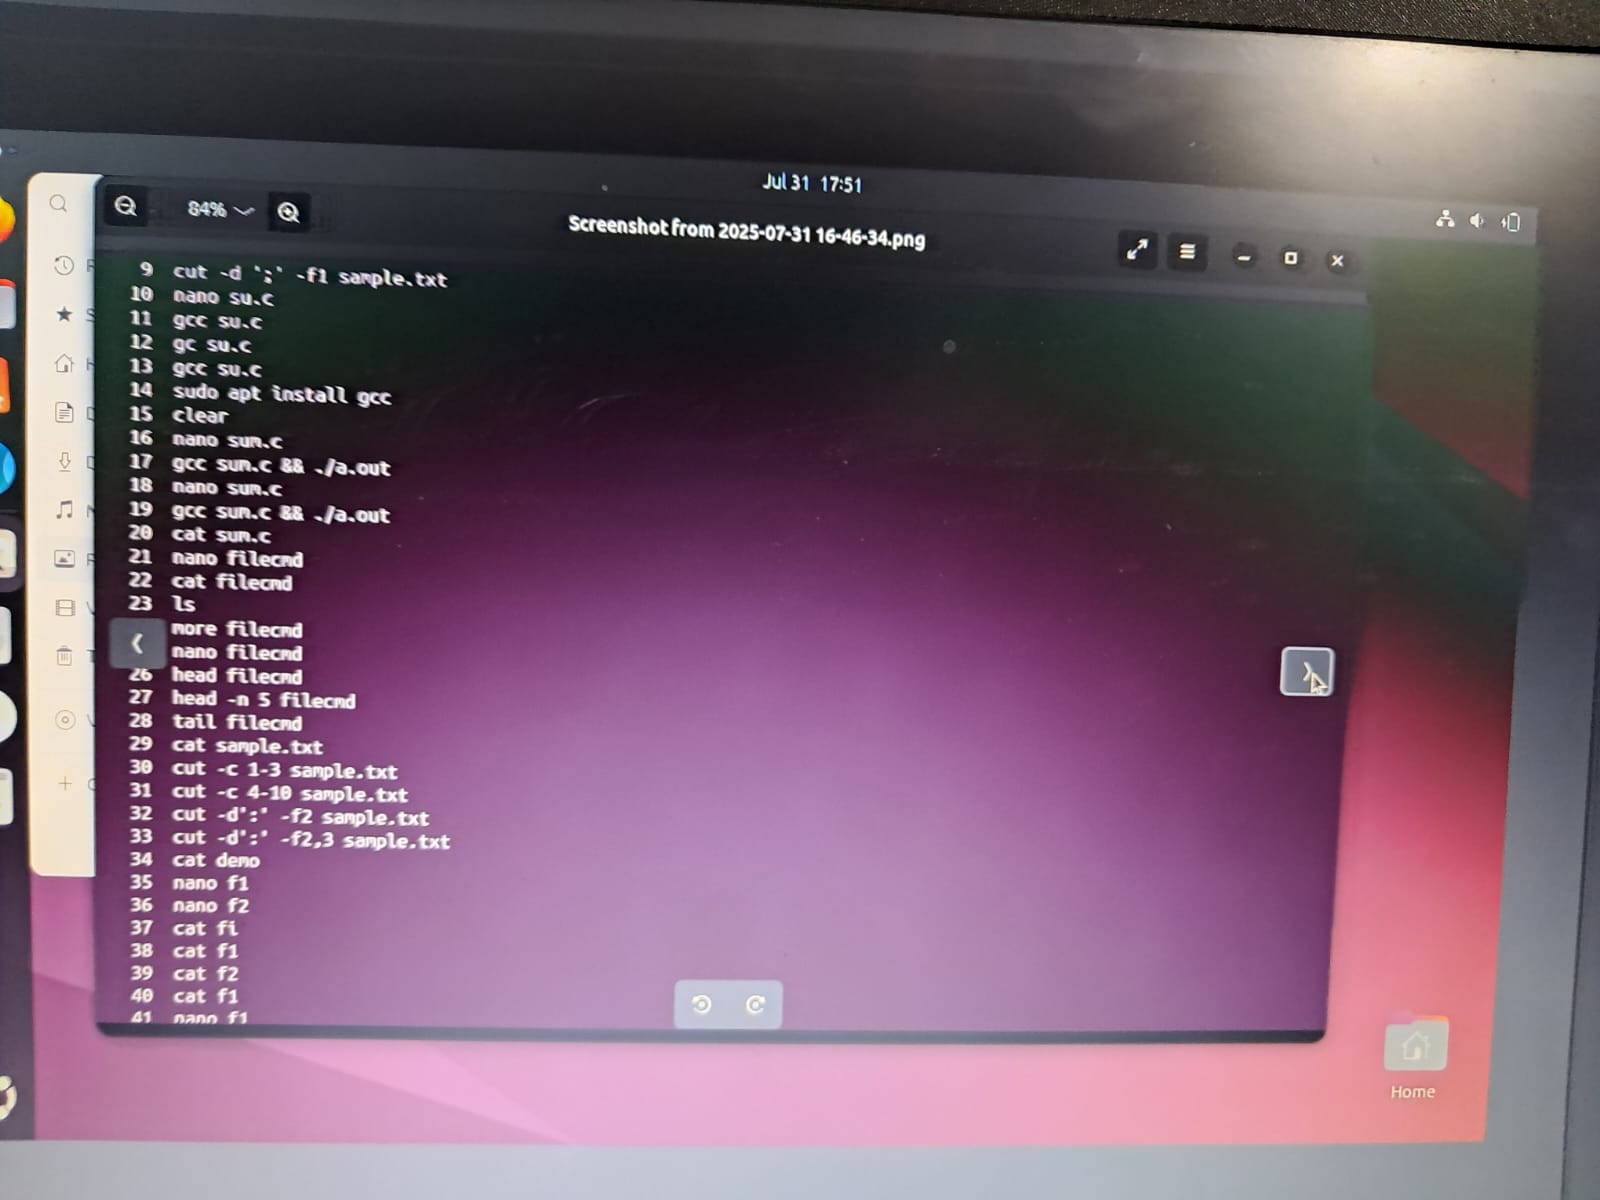 Jul 31 17:51
84%
Screenshot from 2025-07-31 16-46-34.png
9 cut -d ';' -f1 sample.txt
10 nano su.c
11 gcc su.c
12 gc su.c
13 gcc su.c
14 sudo apt install gcc
15 clear
16 nano sum.c
17 gcc sum.c && ./a.out
18 nano sum.c
19 gcc sum.c && ./a.out
20 cat sum.c
21 nano filecmd
22 cat filecmd
23 ls
more filecmd
nano filecmd
26 head filecmd
27 head -n 5 filecmd
28 tail filecmd
29 cat sample.txt
30 cut -c 1-3 sample.txt
31 cut -c 4-10 sample.txt
32 cut -d':' -f2 sample.txt
33 cut -d':' -f2,3 sample.txt
34 cat demo
35 nano f1
36 nano f2
37 cat fi
38 cat f1
39 cat f2
40 cat f1
41 nano f1
Home